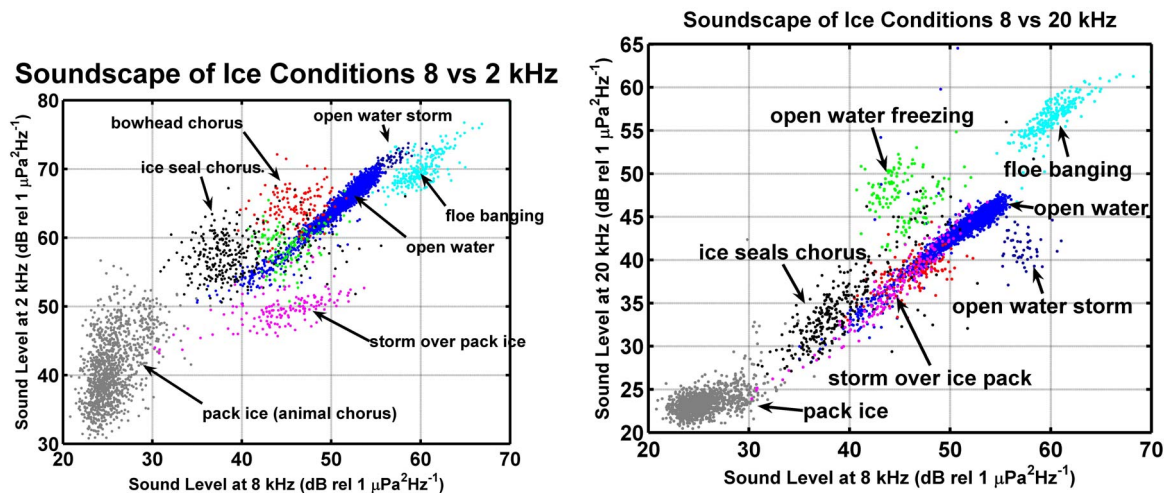 Soundscape of Ice Conditions 8 vs 2 kHz
80
70
60
50
40
30
20
30
40
50
60
70
Sound Level at 2 kHz (dB rel 1 μPa²Hz⁻¹)
Sound Level at 8 kHz (dB rel 1 μPa²Hz⁻¹)
bowhead chorus
open water storm
ice seal chorus
floe banging
open water
storm over pack ice
pack ice (animal chorus)
Soundscape of Ice Conditions 8 vs 20 kHz
65
60
55
50
45
40
35
30
25
20
20
30
40
50
60
70
Sound Level at 20 kHz (dB rel 1 μPa²Hz⁻¹)
Sound Level at 8 kHz (dB rel 1 μPa²Hz⁻¹)
open water freezing
floe banging
open water
ice seals chorus
open water storm
storm over ice pack
pack ice